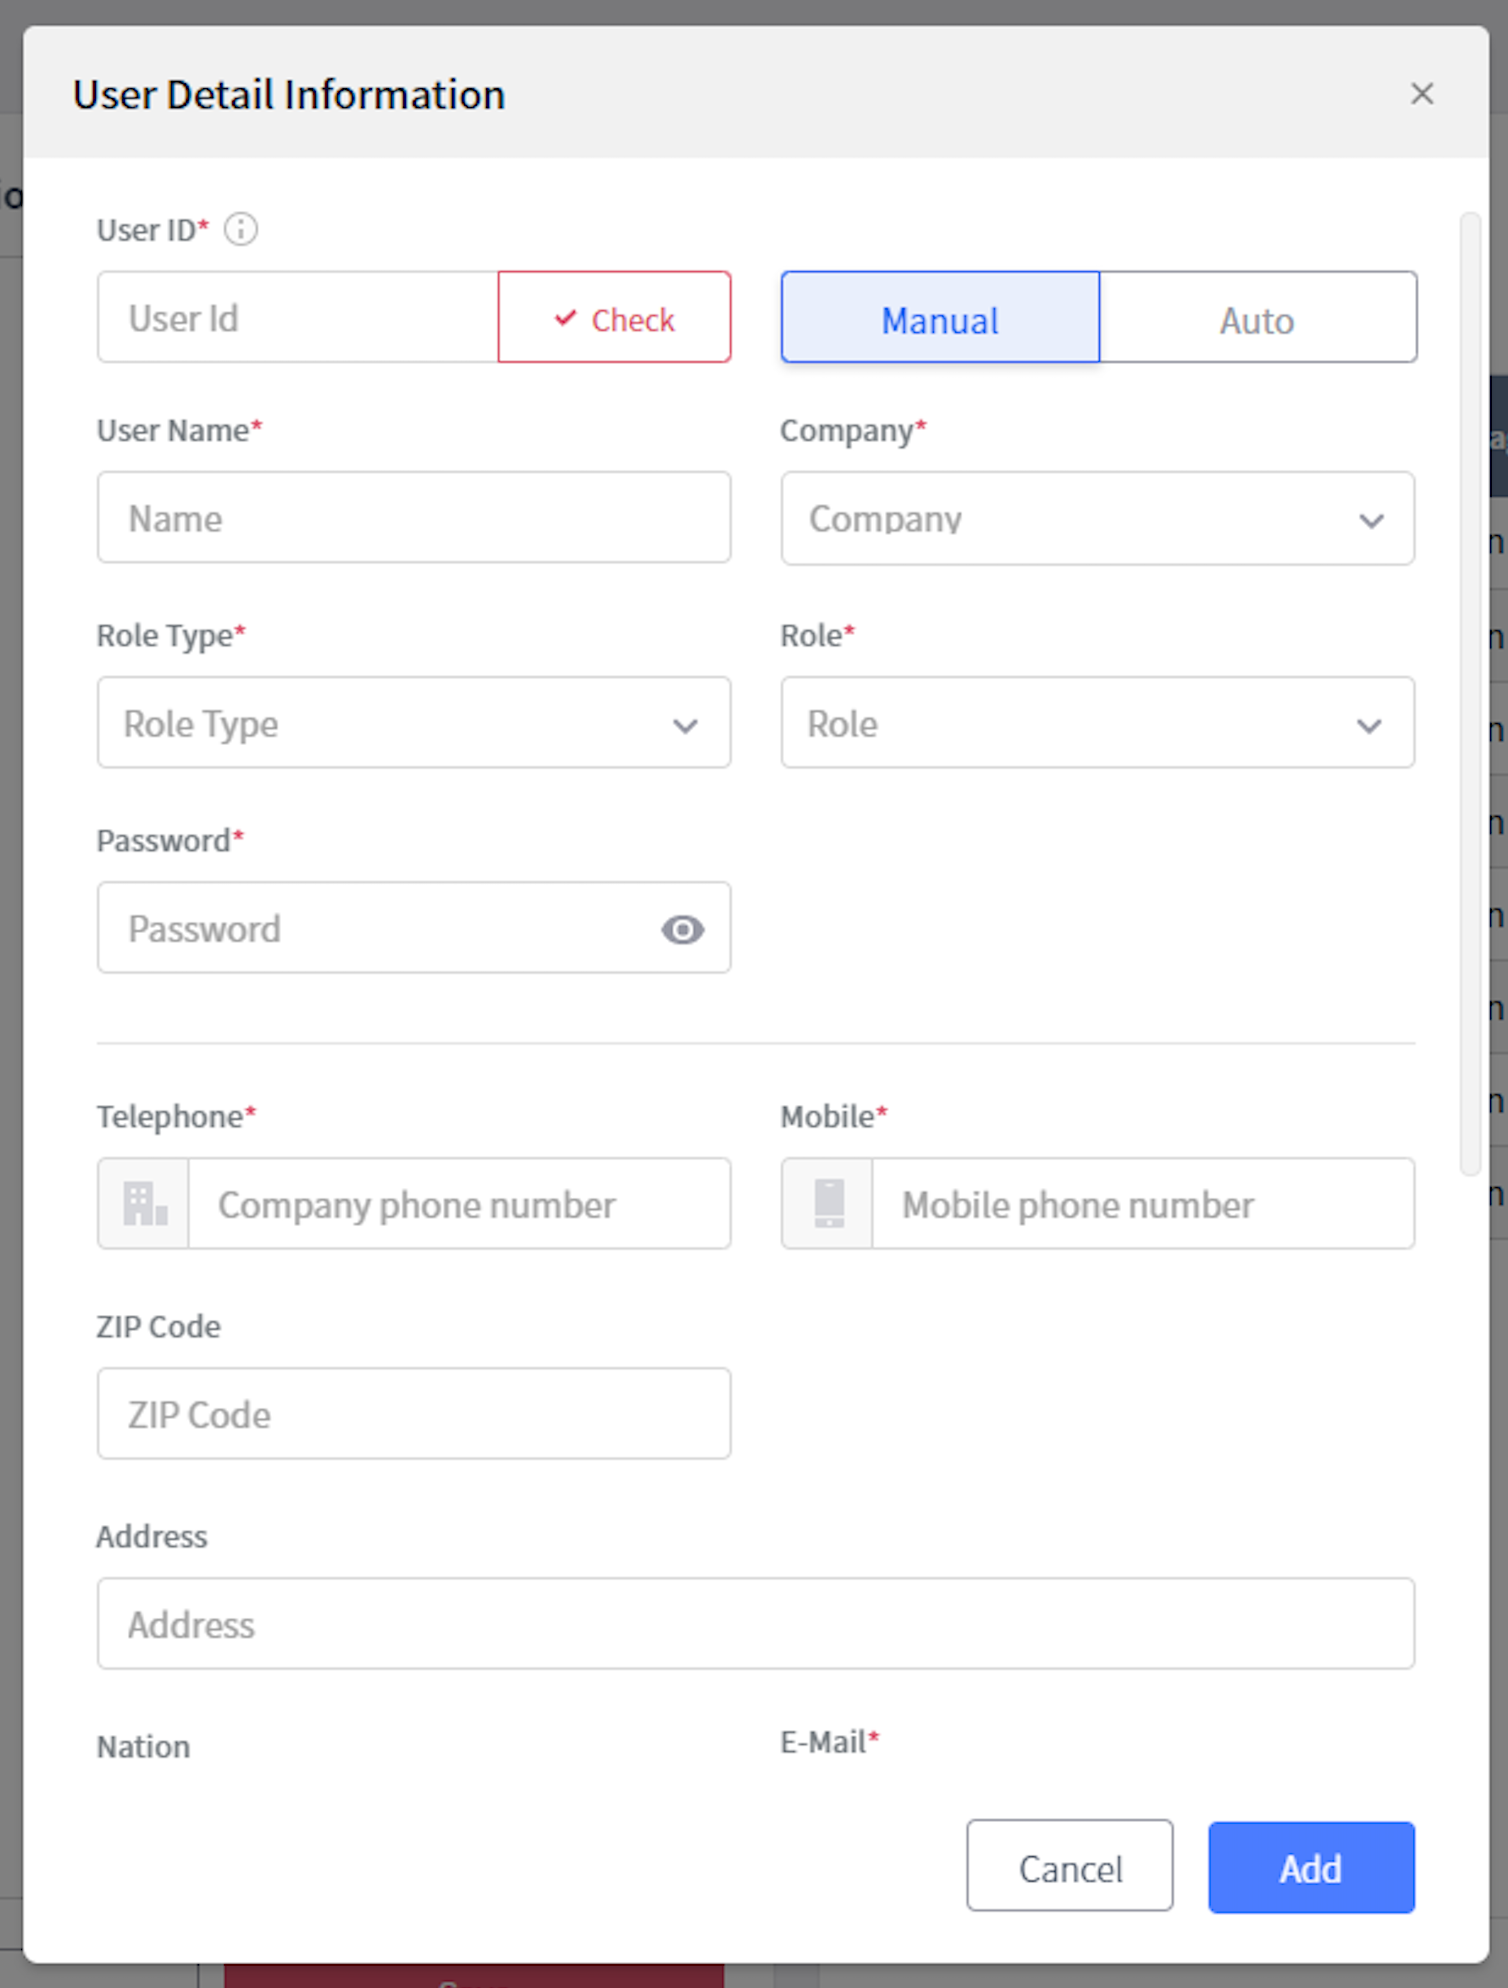 User Detail Information
User ID*
User Id
Check
Manual
Auto
User Name*
Company*
Name
Company
Role Type*
Role*
Role Type
Role
Password*
Password
Telephone*
Mobile*
Company phone number
Mobile phone number
ZIP Code
ZIP Code
Address
Address
Nation
E-Mail*
Cancel
Add